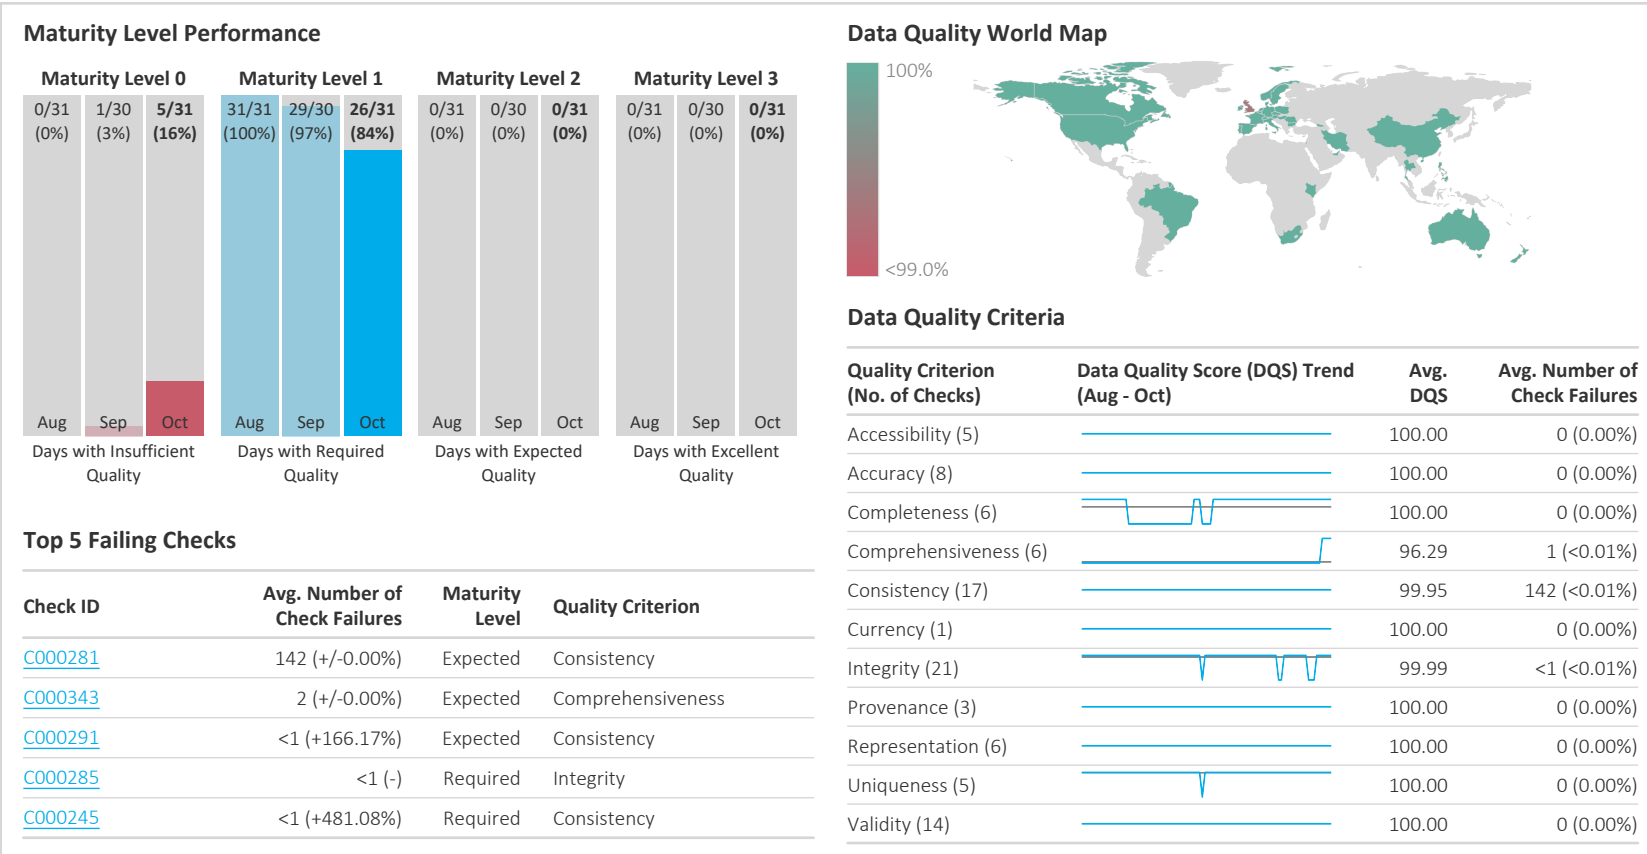 Maturity Level Performance
Maturity Level 0
Maturity Level 1
Maturity Level 2
Maturity Level 3
0/31 1/30 5/31
(0%) (3%) (16%)
31/31 29/30 26/31
(100%) (97%) (84%)
0/31 0/30 0/31
(0%) (0%) (0%)
0/31 0/30 0/31
(0%) (0%) (0%)
Aug Sep Oct
Aug Sep Oct
Aug Sep Oct
Aug Sep Oct
Days with Insufficient
Quality
Days with Required
Quality
Days with Expected
Quality
Days with Excellent
Quality
Top 5 Failing Checks
Check ID
Avg. Number of
Check Failures
Maturity
Level
Quality Criterion
C000281 142 (+/-0.00%) Expected Consistency
C000343 2 (+/-0.00%) Expected Comprehensiveness
C000291 <1 (+166.17%) Expected Consistency
C000285 <1 (-) Required Integrity
C000245 <1 (+481.08%) Required Consistency
Data Quality World Map
100%
<99.0%
Data Quality Criteria
Quality Criterion
(No. of Checks)
Data Quality Score (DQS) Trend
(Aug - Oct)
Avg.
DQS
Avg. Number of
Check Failures
Accessibility (5) 100.00 0 (0.00%)
Accuracy (8) 100.00 0 (0.00%)
Completeness (6) 100.00 0 (0.00%)
Comprehensiveness (6) 96.29 1 (<0.01%)
Consistency (17) 99.95 142 (<0.01%)
Currency (1) 100.00 0 (0.00%)
Integrity (21) 99.99 <1 (<0.01%)
Provenance (3) 100.00 0 (0.00%)
Representation (6) 100.00 0 (0.00%)
Uniqueness (5) 100.00 0 (0.00%)
Validity (14) 100.00 0 (0.00%)